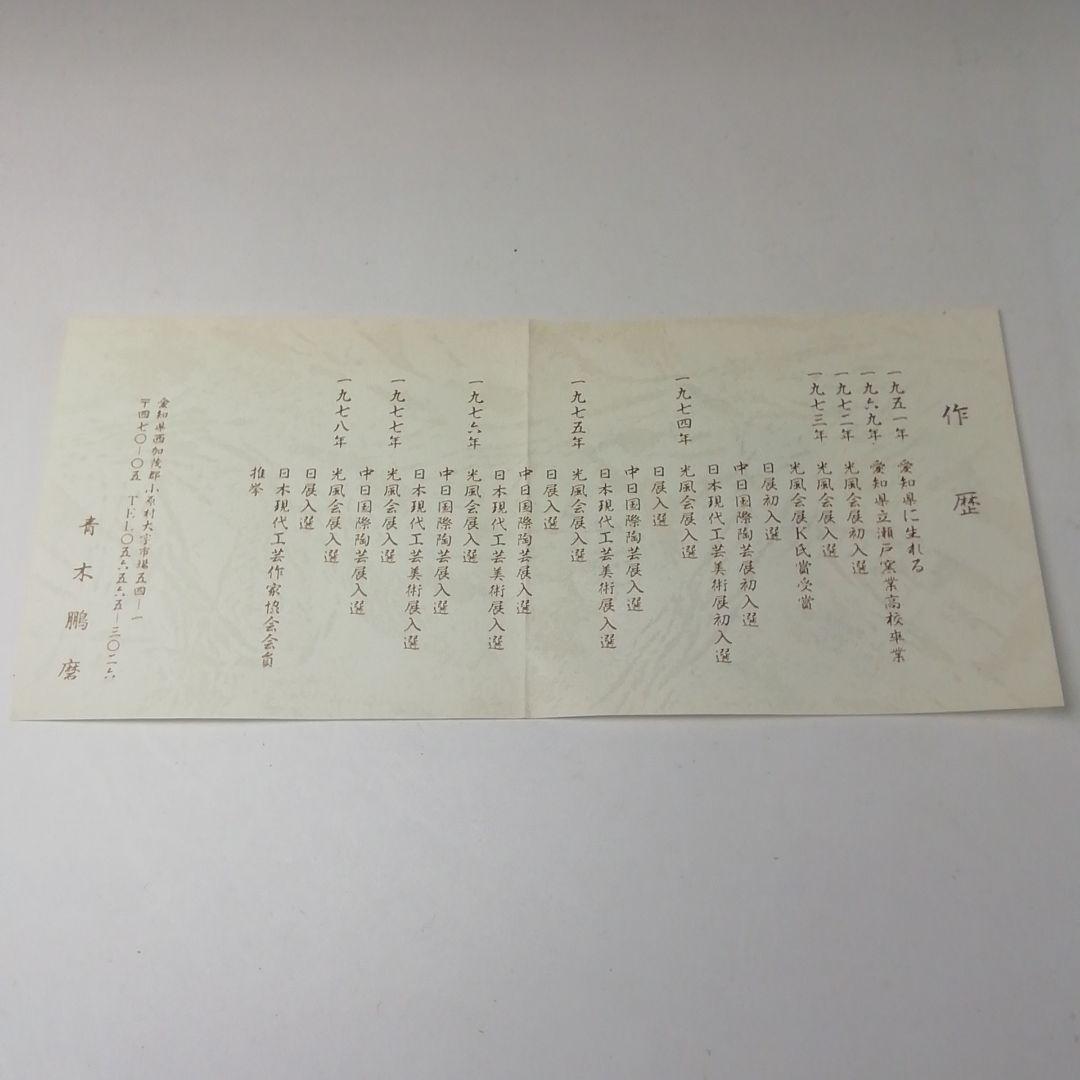 作歴
一九五一年 愛知県に生れる
一九六九年 愛知県立瀬戸窯業高校卒業
一九七二年 光風会展初入選
一九七三年 光風会展入選
光風会展K氏賞受賞
日展初入選
中日国際陶芸展初入選
日本現代工芸美術展初入選
一九七四年 光風会展入選
日展入選
中日国際陶芸展入選
日本現代工芸美術展入選
一九七五年 光風会展入選
日展入選
中日国際陶芸展入選
日本現代工芸美術展入選
一九七六年 光風会展入選
中日国際陶芸展入選
日本現代工芸美術展入選
一九七七年 光風会展入選
中日国際陶芸展入選
一九七八年 光風会展入選
日展入選
日本現代工芸作家協会会員
推挙
愛知県西加茂郡小原村大字市場五四－一
〒四七〇－〇五 TEL〇五六五六五－三〇二六
青木鵬磨